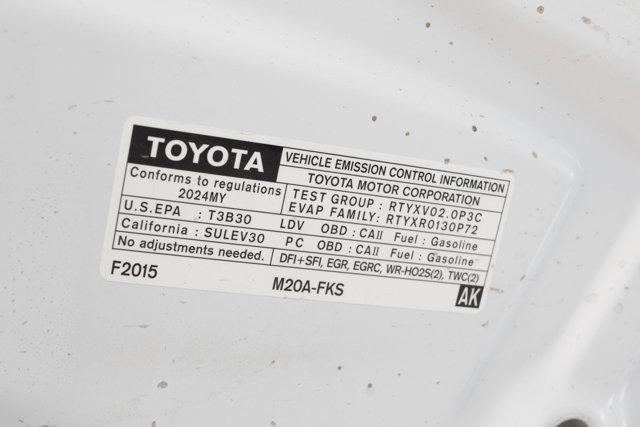 TOYOTA
VEHICLE EMISSION CONTROL INFORMATION
TOYOTA MOTOR CORPORATION
Conforms to regulations
2024MY
TEST GROUP : RTYXV02.0P3C
EVAP FAMILY: RTYXR0130P72
U.S.EPA : T3B30 LDV OBD : CAII Fuel : Gasoline
California : SULEV30 PC OBD : CAII Fuel : Gasoline
No adjustments needed. DFI+SFI, EGR, EGRC, WR-HO2S(2), TWC(2)
F2015 M20A-FKS AK